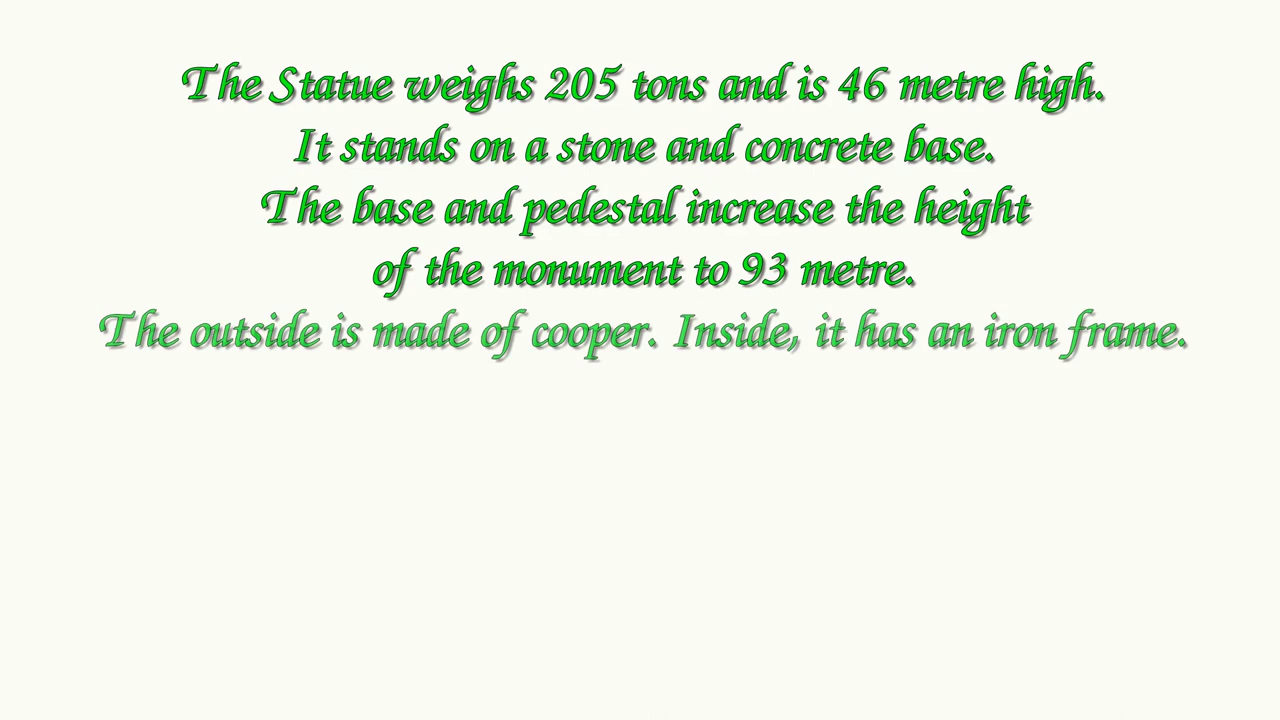 The Statue weighs 205 tons and is 46 metre high.
It stands on a stone and concrete base.
The base and pedestal increase the height
of the monument to 93 metre.
The outside is made of cooper. Inside, it has an iron frame.